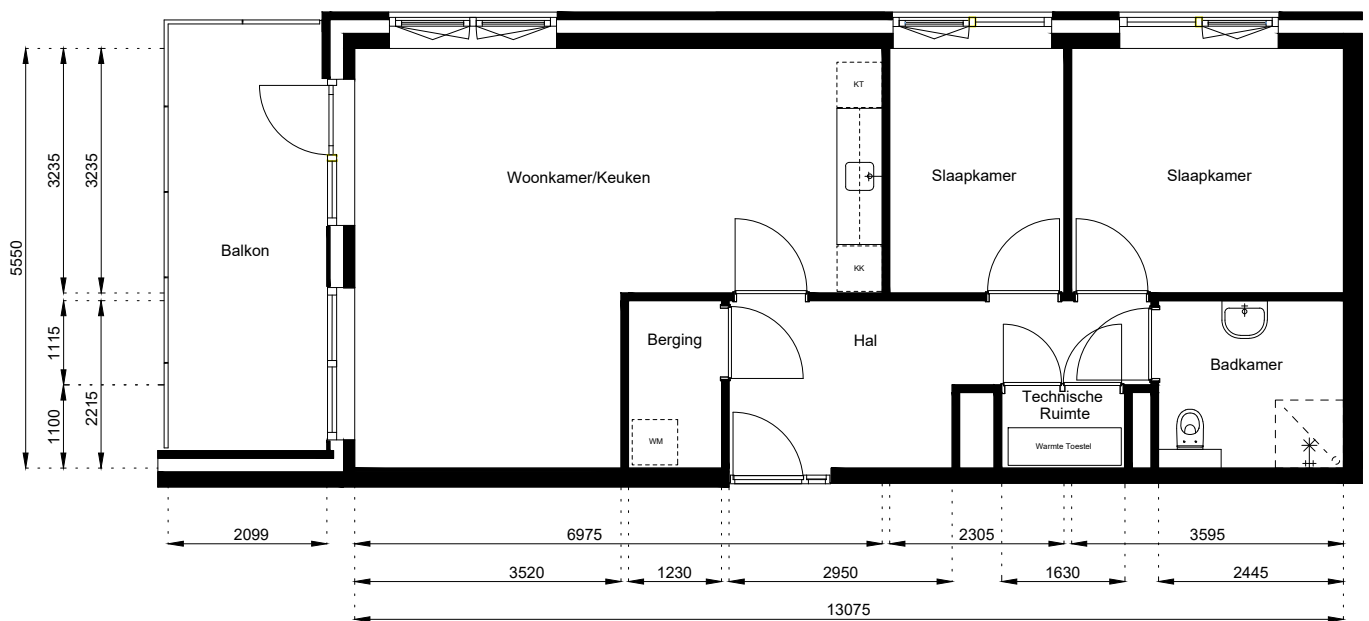 KT
Woonkamer/Keuken
Slaapkamer
Slaapkamer
Balkon
KK
Berging
Hal
Badkamer
Technische
Ruimte
WM
Warmte Toestel
5550
3235
3235
1115
1100
2215
2099
6975
2305
3595
3520
1230
2950
1630
2445
13075